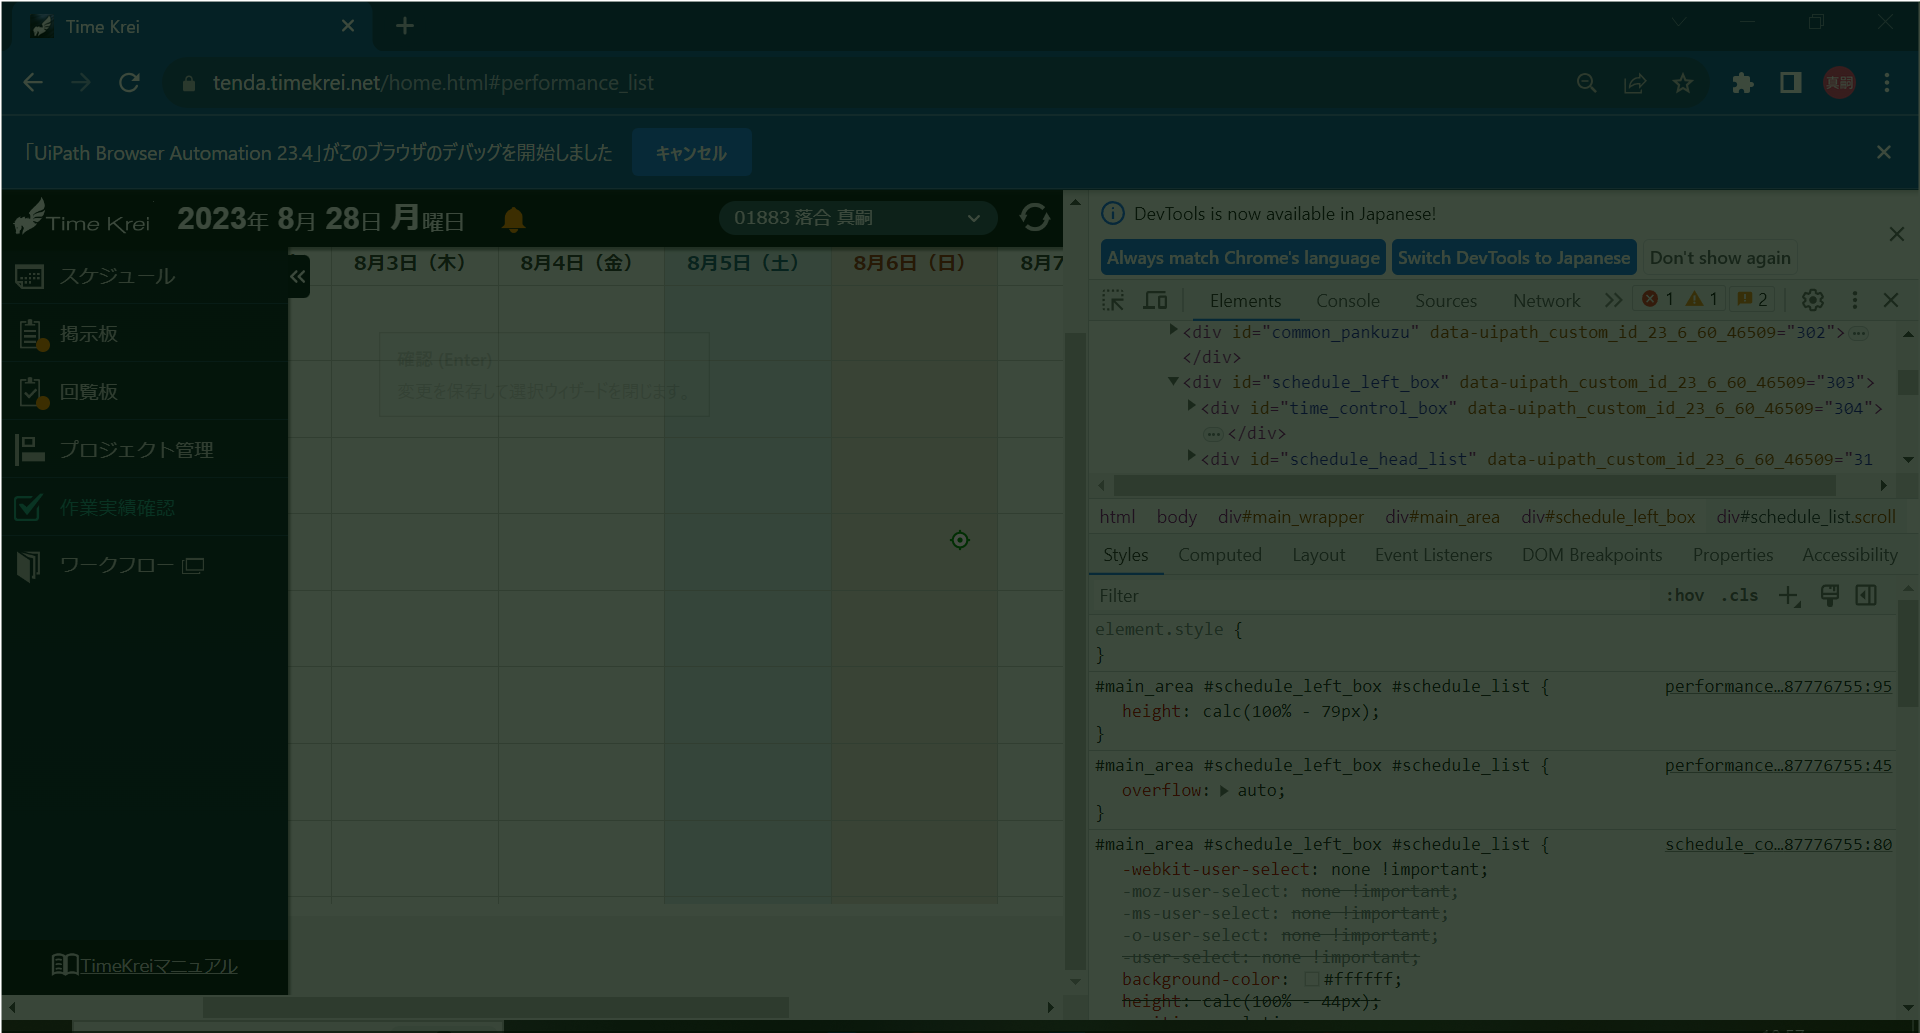 Time Krei
tenda.timekrei.net/home.html#performance_list
真嗣
「UiPath Browser Automation 23.4」がこのブラウザのデバッグを開始しました
キャンセル
Time Krei
2023年 8月 28日 月曜日
01883 落合 真嗣
スケジュール
掲示板
回覧板
プロジェクト管理
作業実績確認
ワークフロー
TimeKreiマニュアル
8月3日（木）
8月4日（金）
8月5日（土）
8月6日（日）
8月7
確認 (Enter)
変更を保存して選択ウィザードを閉じます。
DevTools is now available in Japanese!
Always match Chrome's language
Switch DevTools to Japanese
Don't show again
Elements
Console
Sources
Network
1
1
2
<div id="common_pankuzu" data-uipath_custom_id_23_6_60_46509="302">
</div>
<div id="schedule_left_box" data-uipath_custom_id_23_6_60_46509="303">
<div id="time_control_box" data-uipath_custom_id_23_6_60_46509="304">
</div>
<div id="schedule_head_list" data-uipath_custom_id_23_6_60_46509="31
html body div#main_wrapper div#main_area div#schedule_left_box div#schedule_list.scroll
Styles Computed Layout Event Listeners DOM Breakpoints Properties Accessibility
Filter
:hov .cls
element.style {
}
#main_area #schedule_left_box #schedule_list {
performance…87776755:95
height: calc(100% - 79px);
}
#main_area #schedule_left_box #schedule_list {
performance…87776755:45
overflow: auto;
}
#main_area #schedule_left_box #schedule_list {
schedule_co…87776755:80
-webkit-user-select: none !important;
-moz-user-select: none !important;
-ms-user-select: none !important;
-o-user-select: none !important;
-user-select: none !important;
background-color: #ffffff;
height: calc(100% - 44px);